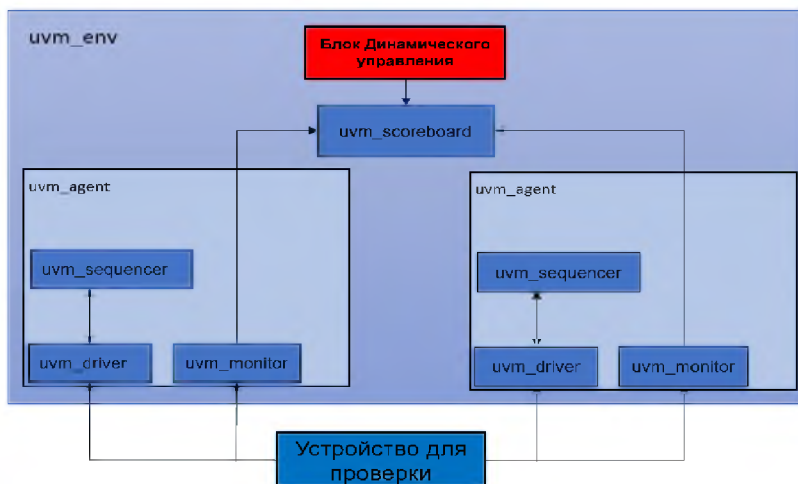 uvm_env
Блок Динамического
управления
uvm_scoreboard
uvm_agent
uvm_sequencer
uvm_driver
uvm_monitor
uvm_agent
uvm_sequencer
uvm_driver
uvm_monitor
Устройство для
проверки